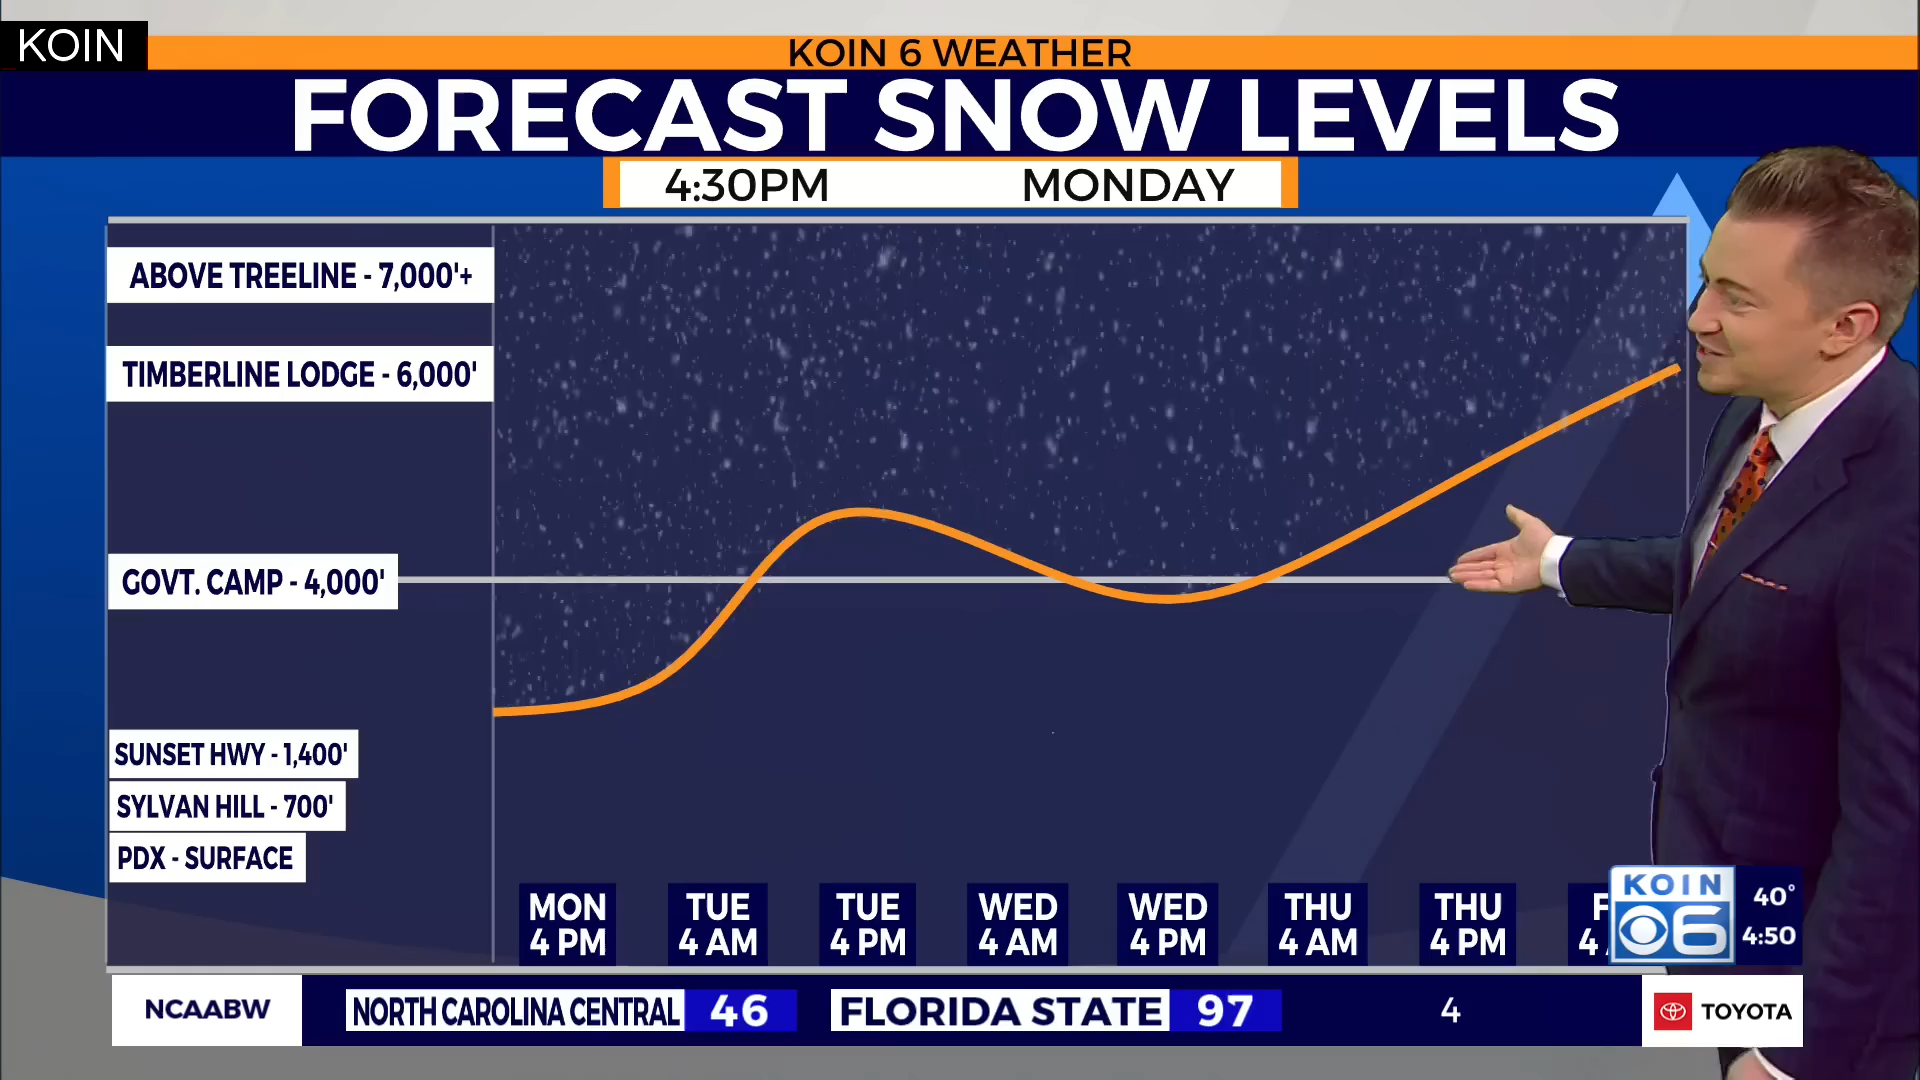 KOIN
KOIN 6 WEATHER
FORECAST SNOW LEVELS
4:30PM MONDAY
ABOVE TREELINE - 7,000'+
TIMBERLINE LODGE - 6,000'
GOVT. CAMP - 4,000'
SUNSET HWY - 1,400'
SYLVAN HILL - 700'
PDX - SURFACE
MON TUE TUE WED WED THU THU F
4 PM 4 AM 4 PM 4 AM 4 PM 4 AM 4 PM 4
KOIN 40°
6 4:50
NCAABW NORTH CAROLINA CENTRAL 46 FLORIDA STATE 97 4 TOYOTA